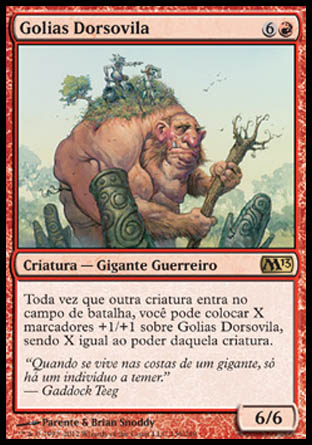 Golias Dorsovila 6
Criatura — Gigante Guerreiro M13
Toda vez que outra criatura entra no
campo de batalha, você pode colocar X
marcadores +1/+1 sobre Golias Dorsovila,
sendo X igual ao poder daquela criatura.
“Quando se vive nas costas de um gigante, só
há um indivíduo a temer.”
— Gaddock Teeg
Parente & Brian Snoddy
6/6